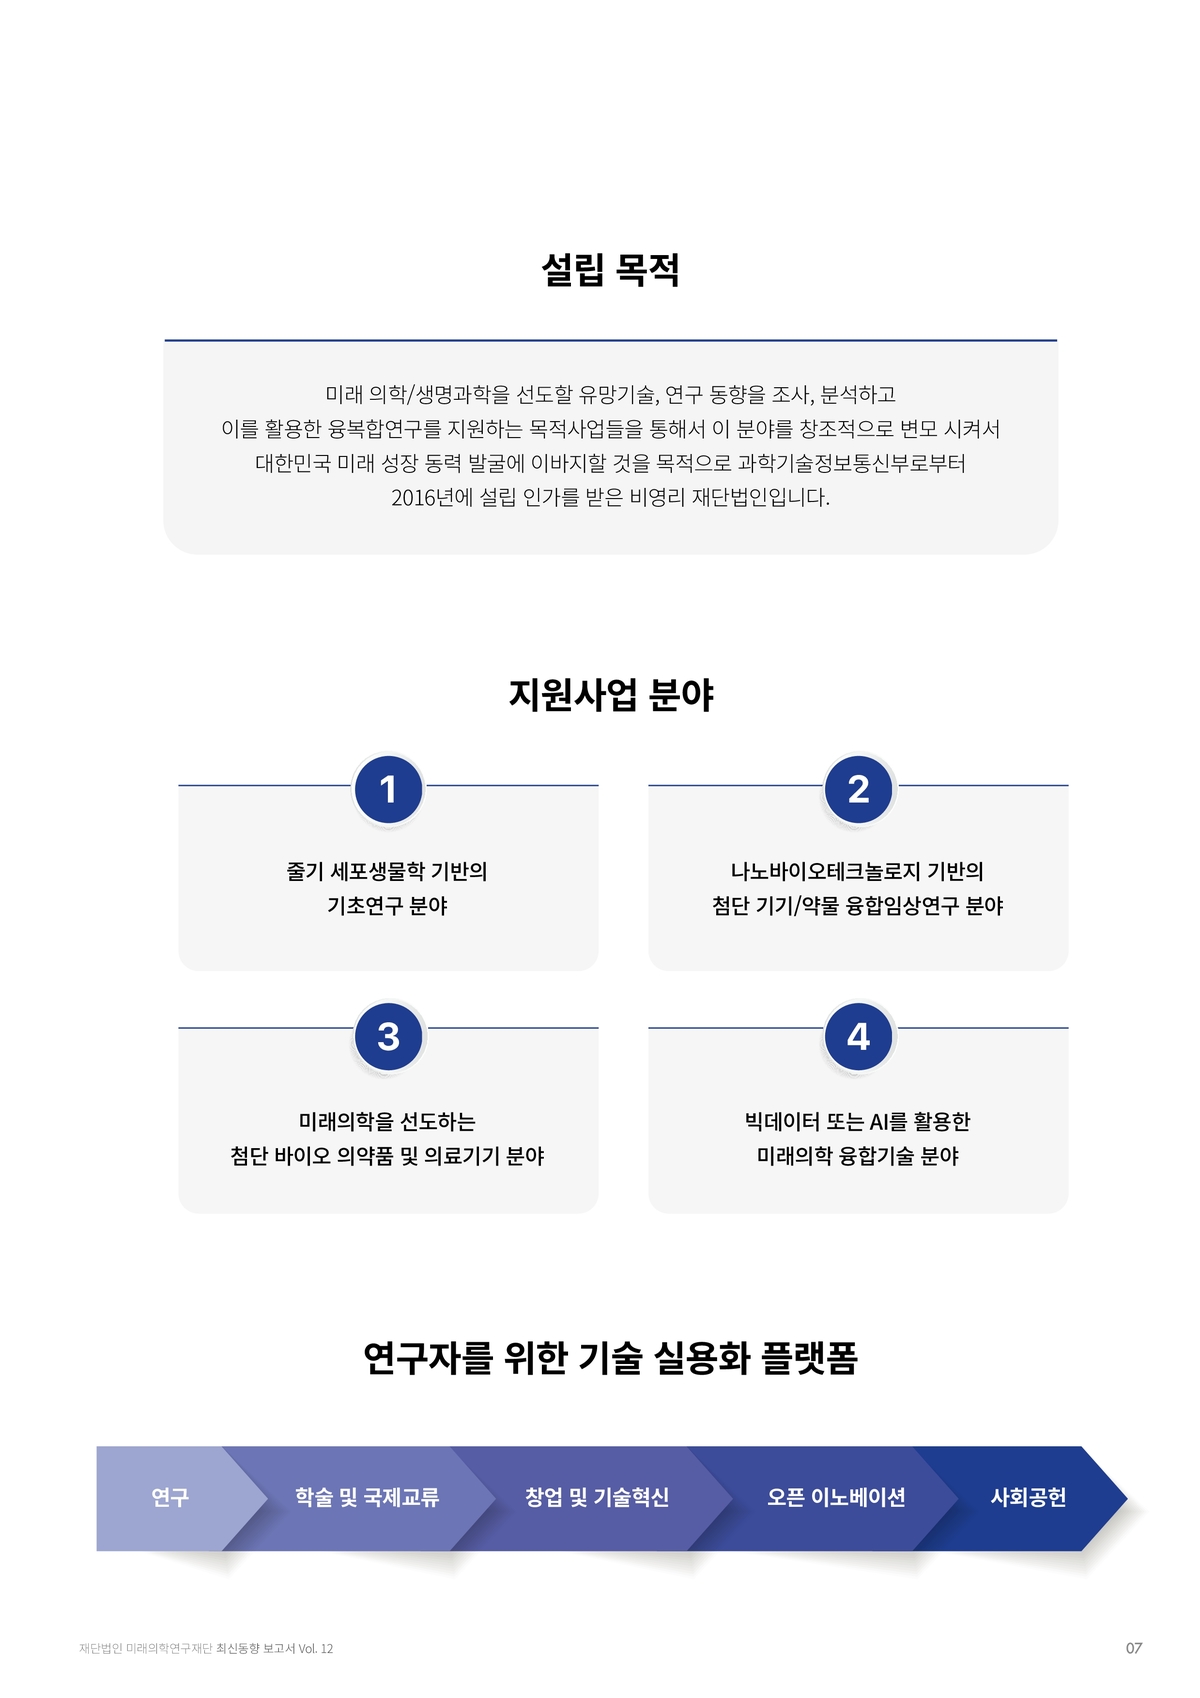 설립 목적
미래 의학/생명과학을 선도할 유망기술, 연구 동향을 조사, 분석하고
이를 활용한 융복합연구를 지원하는 목적사업들을 통해서 이 분야를 창조적으로 변모 시켜서
대한민국 미래 성장 동력 발굴에 이바지할 것을 목적으로 과학기술정보통신부로부터
2016년에 설립 인가를 받은 비영리 재단법인입니다.
지원사업 분야
1
줄기 세포생물학 기반의
기초연구 분야
2
나노바이오테크놀로지 기반의
첨단 기기/약물 융합임상연구 분야
3
미래의학을 선도하는
첨단 바이오 의약품 및 의료기기 분야
4
빅데이터 또는 AI를 활용한
미래의학 융합기술 분야
연구자를 위한 기술 실용화 플랫폼
연구
학술 및 국제교류
창업 및 기술혁신
오픈 이노베이션
사회공헌
재단법인 미래의학연구재단 최신동향 보고서 Vol. 12
07